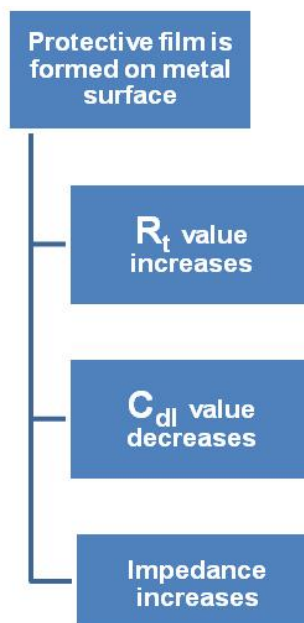 Protective film is
formed on metal
surface
Rt value
increases
Cdl value
decreases
Impedance
increases